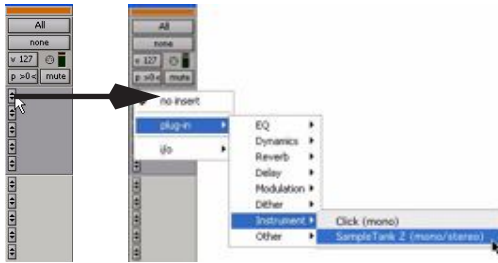 All
none
v 127
p >0< mute
All
none
v 127
p >0< mute
no insert
plug-in
i/o
EQ
Dynamics
Reverb
Delay
Modulation
Dither
Instrument
Other
Click (mono)
SampleTank 2 (mono/stereo)